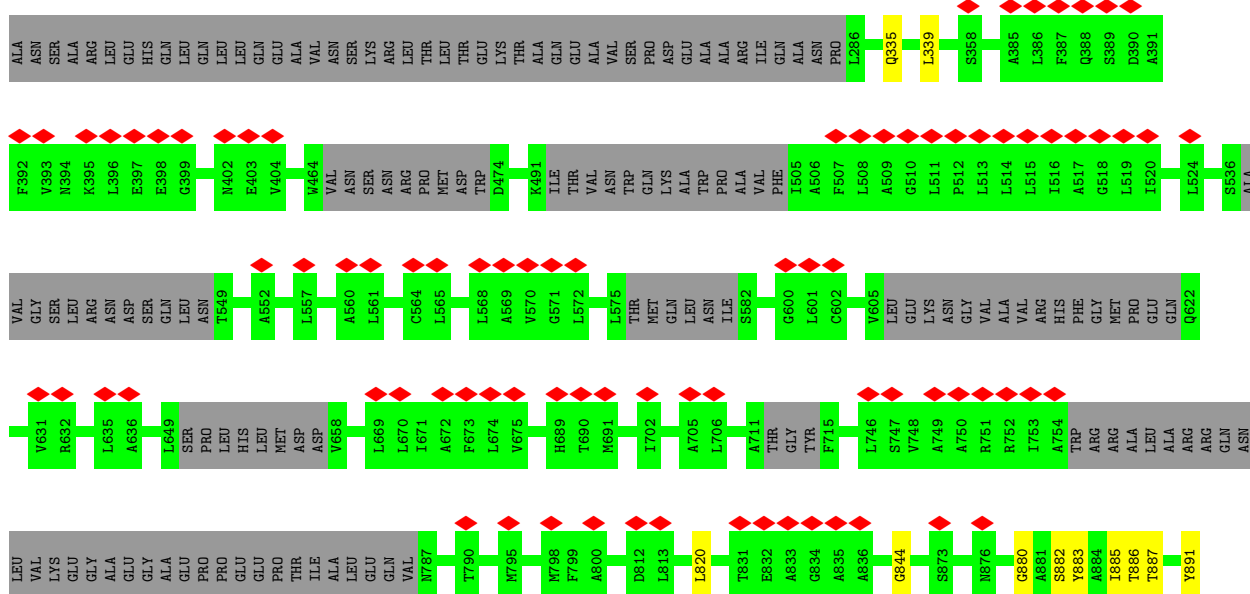 ALA ASN SER ALA ARG LEU GLU HIS GLN LEU GLN LEU LEU GLN GLU ALA VAL ASN SER LYS ARG LEU THR LEU THR GLU LYS THR ALA GLN GLU ALA VAL SER PRO ASP GLU ALA ALA ARG ILE GLN ALA ASN PRO L286 Q335 L339 S358 A385 L386 F387 Q388 S389 D390 A391
F392 V393 N394 K395 L396 E397 E398 G399 N402 E403 V404 W464 VAL ASN SER ASN ARG PRO MET ASP TRP D474 K491 ILE THR VAL ASN TRP GLN LYS ALA TRP PRO ALA VAL PHE I505 A506 F507 L508 A509 G510 L511 P512 L513 L514 L515 I516 A517 G518 L519 I520 L524 S536 ALA
VAL GLY SER LEU ARG ASN ASP SER GLN LEU ASN T549 A552 L557 A560 L561 C564 L565 L568 A569 V570 G571 L572 L575 THR MET GLN LEU ASN ILE S582 G600 L601 C602 V605 LEU GLU LYS ASN GLY VAL ALA VAL ARG HIS PHE GLY MET PRO GLU GLN Q622
V631 R632 L635 A636 L649 SER PRO LEU HIS LEU MET ASP ASP V658 L669 L670 I671 A672 F673 L674 V675 H689 T690 M691 I702 A705 L706 A711 THR GLY TYR F715 L746 S747 V748 A749 A750 R751 R752 I753 A754 TRP ARG ARG ALA LEU ALA ARG ARG GLN ASN
LEU VAL LYS GLU GLY ALA GLU GLY ALA GLU PRO PRO GLU GLU PRO THR ILE ALA LEU GLU GLN VAL N787 T790 M795 M798 F799 A800 D812 L813 L820 T831 E832 A833 G834 A835 A836 G844 S873 N876 G880 A881 S882 Y883 A884 I885 T886 T887 Y891